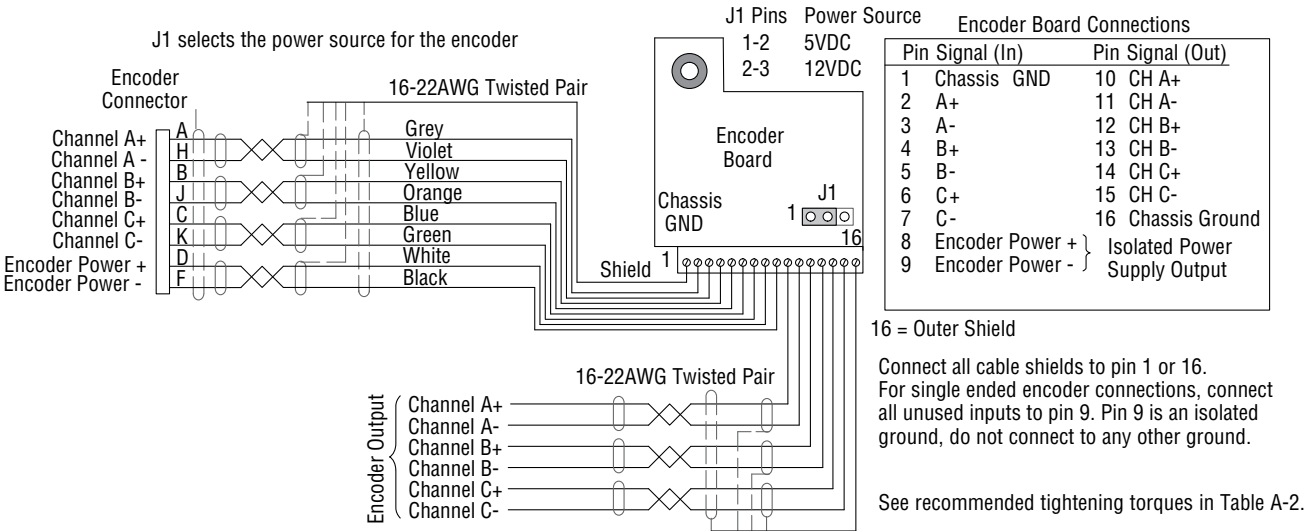 J1 selects the power source for the encoder
J1 Pins Power Source
1-2 5VDC
2-3 12VDC
Encoder Board Connections
Pin Signal (In) Pin Signal (Out)
1 Chassis GND 10 CH A+
2 A+ 11 CH A-
3 A- 12 CH B+
4 B+ 13 CH B-
5 B- 14 CH C+
6 C+ 15 CH C-
7 C- 16 Chassis Ground
8 Encoder Power + } Isolated Power
9 Encoder Power - } Supply Output
Encoder
Connector
16-22AWG Twisted Pair
Channel A+ A Grey
Channel A - H Violet
Channel B+ B Yellow
Channel B- J Orange
Channel C+ C Blue
Channel C- K Green
Encoder Power + D White
Encoder Power - F Black
Encoder
Board
Chassis
GND
J1
1
16
Shield 1
16 = Outer Shield
Connect all cable shields to pin 1 or 16.
For single ended encoder connections, connect
all unused inputs to pin 9. Pin 9 is an isolated
ground, do not connect to any other ground.
See recommended tightening torques in Table A-2.
16-22AWG Twisted Pair
Encoder Output
Channel A+
Channel A-
Channel B+
Channel B-
Channel C+
Channel C-